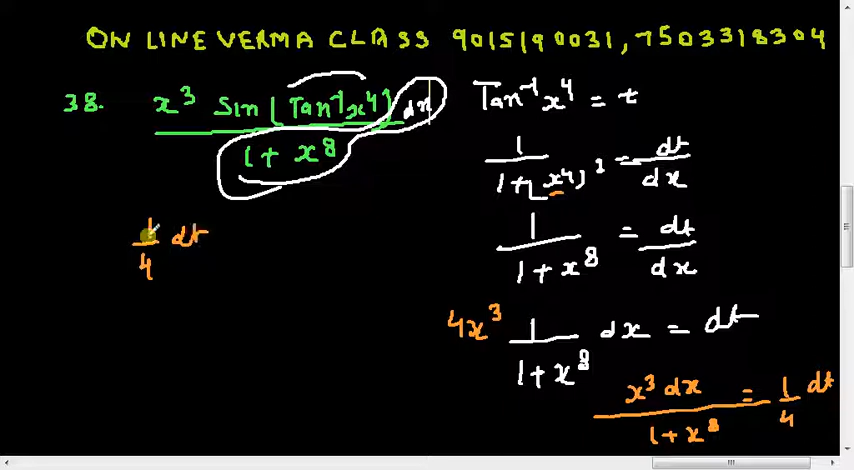 ON LINE VERMA CLASS 9015190031, 7503318304
38. x³ Sin [Tan⁻¹x⁴] dx
1 + x⁸
1/4 dt
Tan⁻¹x⁴ = t
1/(1+[x⁴]²) = dt/dx
1/(1+x⁸) = dt/dx
4x³ 1/(1+x⁸) dx = dt
x³ dx/(1+x⁸) = 1/4 dt